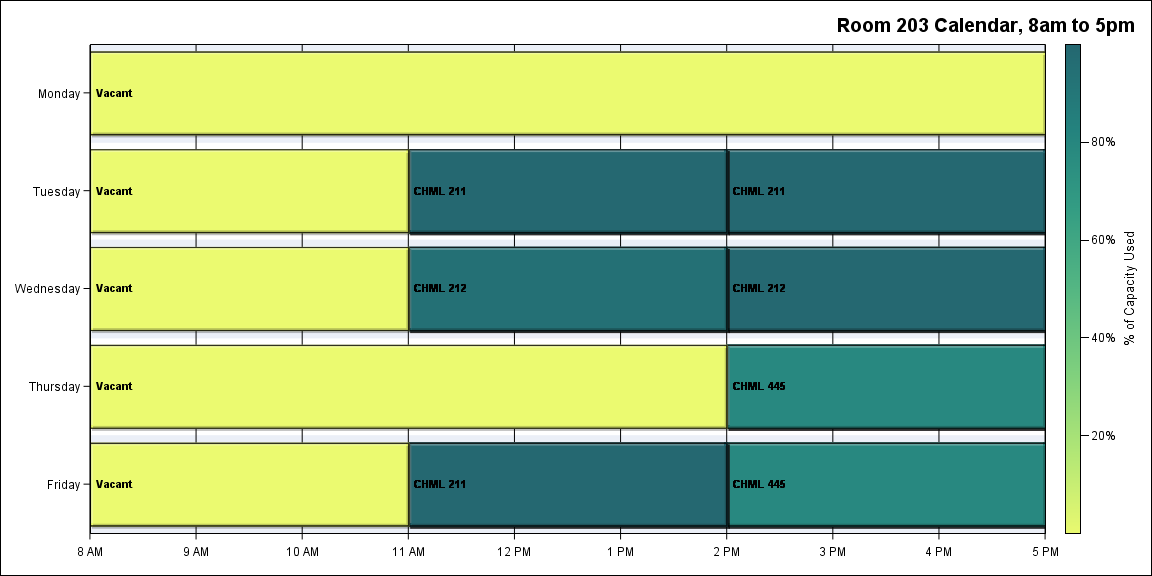 Room 203 Calendar, 8am to 5pm
Monday
Vacant
Tuesday
Vacant
CHML 211
CHML 211
Wednesday
Vacant
CHML 212
CHML 212
Thursday
Vacant
CHML 445
Friday
Vacant
CHML 211
CHML 445
8 AM
9 AM
10 AM
11 AM
12 PM
1 PM
2 PM
3 PM
4 PM
5 PM
80%
60%
40%
20%
% of Capacity Used